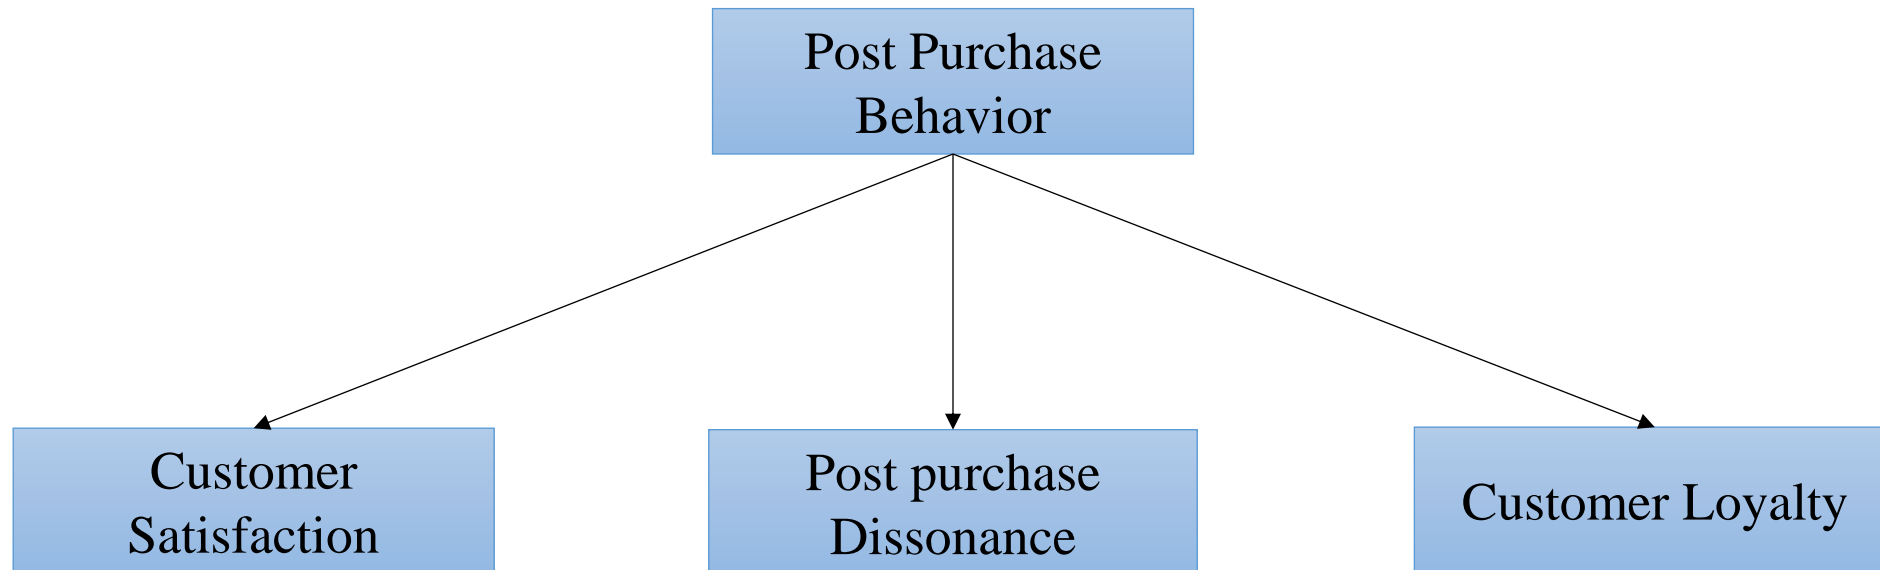 Post Purchase
Behavior
Customer
Satisfaction
Post purchase
Dissonance
Customer Loyalty